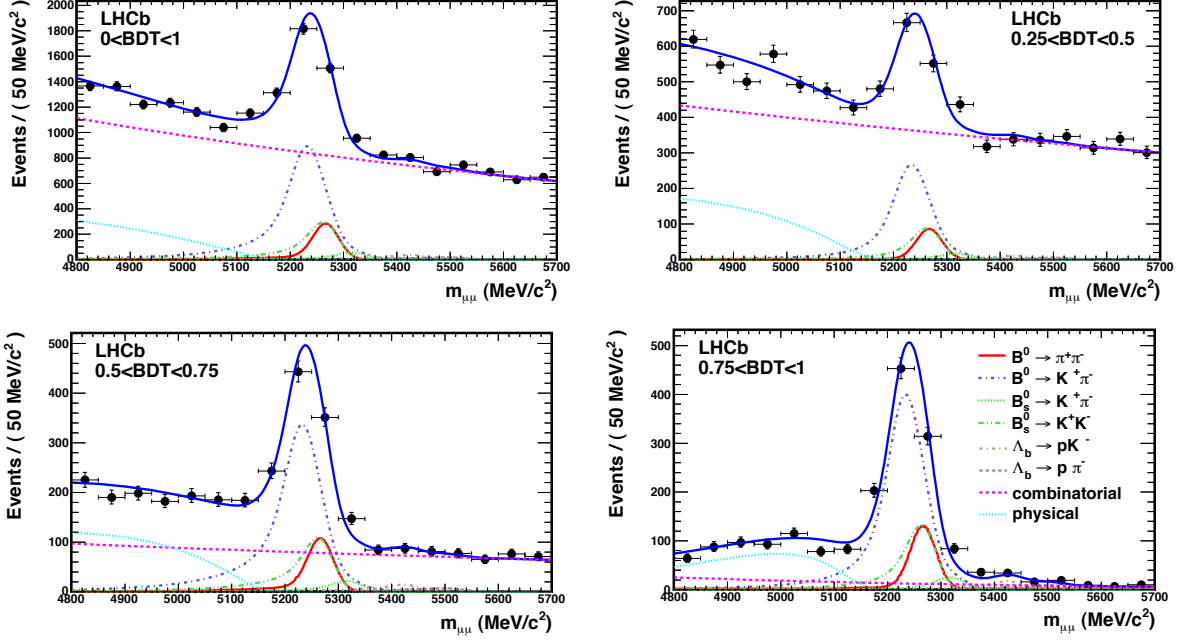 LHCb
0<BDT<1
Events / ( 50 MeV/c²)
2000
1800
1600
1400
1200
1000
800
600
400
200
0
4800 4900 5000 5100 5200 5300 5400 5500 5600 5700
m_μμ (MeV/c²)
LHCb
0.25<BDT<0.5
Events / ( 50 MeV/c²)
700
600
500
400
300
200
100
0
4800 4900 5000 5100 5200 5300 5400 5500 5600 5700
m_μμ (MeV/c²)
LHCb
0.5<BDT<0.75
Events / ( 50 MeV/c²)
500
400
300
200
100
0
4800 4900 5000 5100 5200 5300 5400 5500 5600 5700
m_μμ (MeV/c²)
LHCb
0.75<BDT<1
Events / ( 50 MeV/c²)
500
400
300
200
100
0
4800 4900 5000 5100 5200 5300 5400 5500 5600 5700
m_μμ (MeV/c²)
B⁰ → π⁺π⁻
B⁰ → K⁺π⁻
B⁰_s → K⁺π⁻
B⁰_s → K⁺K⁻
Λ_b → pK⁻
Λ_b → p π⁻
combinatorial
physical